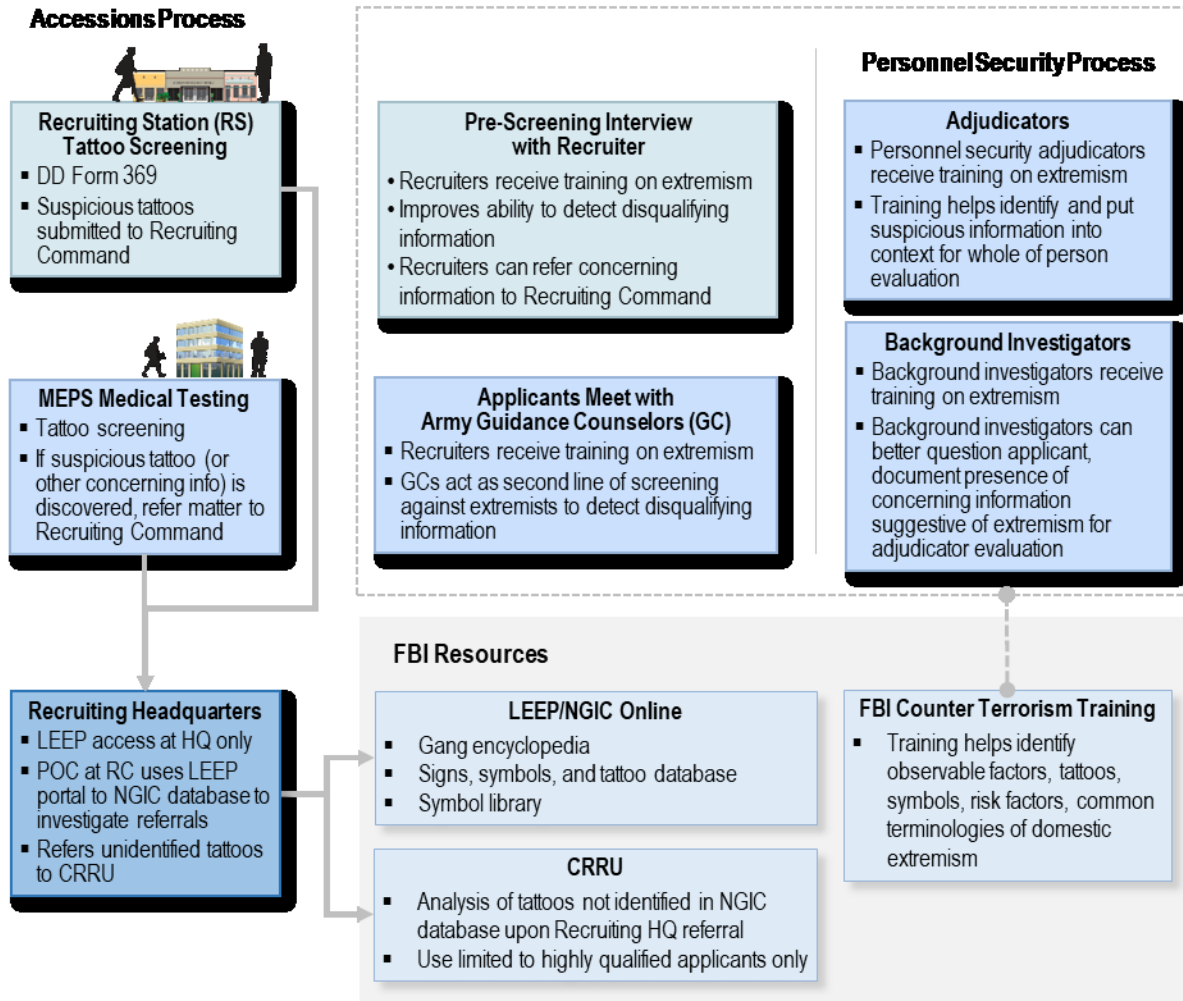 Accessions Process
Recruiting Station (RS)
Tattoo Screening
▪ DD Form 369
▪ Suspicious tattoos
submitted to Recruiting
Command
MEPS Medical Testing
▪ Tattoo screening
▪ If suspicious tattoo (or
other concerning info) is
discovered, refer matter to
Recruiting Command
Recruiting Headquarters
▪ LEEP access at HQ only
▪ POC at RC uses LEEP
portal to NGIC database to
investigate referrals
▪ Refers unidentified tattoos
to CRRU
Pre-Screening Interview
with Recruiter
• Recruiters receive training on extremism
• Improves ability to detect disqualifying
information
• Recruiters can refer concerning
information to Recruiting Command
Applicants Meet with
Army Guidance Counselors (GC)
▪ Recruiters receive training on extremism
▪ GCs act as second line of screening
against extremists to detect disqualifying
information
Personnel Security Process
Adjudicators
▪ Personnel security adjudicators
receive training on extremism
▪ Training helps identify and put
suspicious information into
context for whole of person
evaluation
Background Investigators
▪ Background investigators receive
training on extremism
▪ Background investigators can
better question applicant,
document presence of
concerning information
suggestive of extremism for
adjudicator evaluation
FBI Resources
LEEP/NGIC Online
▪ Gang encyclopedia
▪ Signs, symbols, and tattoo database
▪ Symbol library
CRRU
▪ Analysis of tattoos not identified in NGIC
database upon Recruiting HQ referral
▪ Use limited to highly qualified applicants only
FBI Counter Terrorism Training
▪ Training helps identify
observable factors, tattoos,
symbols, risk factors, common
terminologies of domestic
extremism